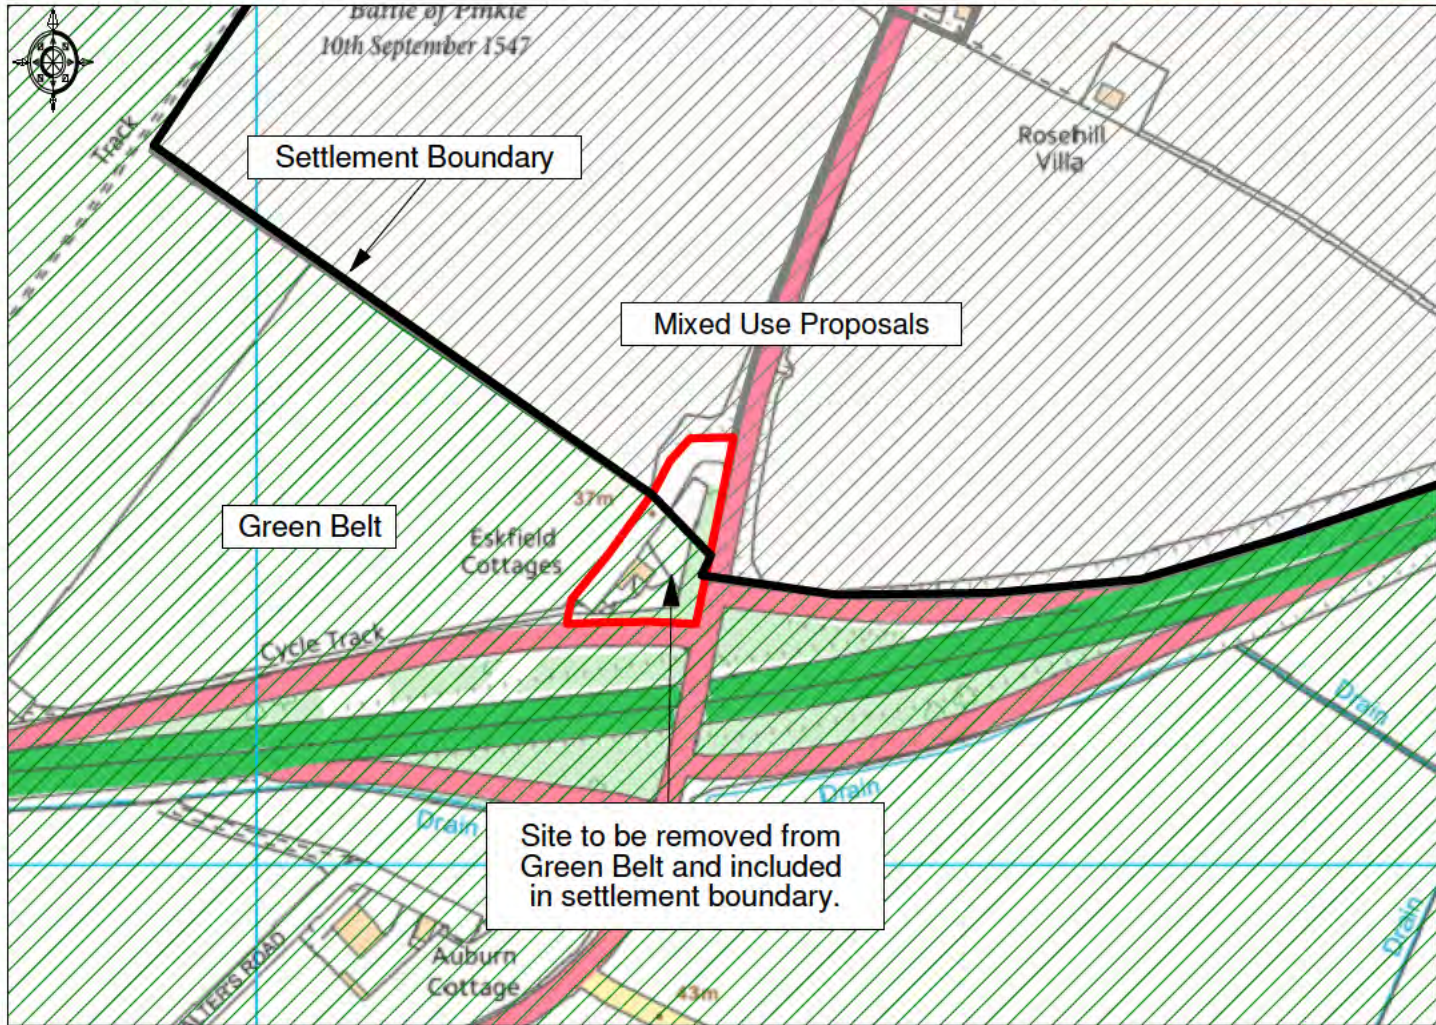 Battle of Pinkie
10th September 1547
Track
Settlement Boundary
Rosehill
Villa
Mixed Use Proposals
37m
Green Belt
Eskfield
Cottages
Cycle Track
Drain
Drain
Drain
Site to be removed from
Green Belt and included
in settlement boundary.
Drain
Auburn
Cottage
43m
ALTER'S ROAD